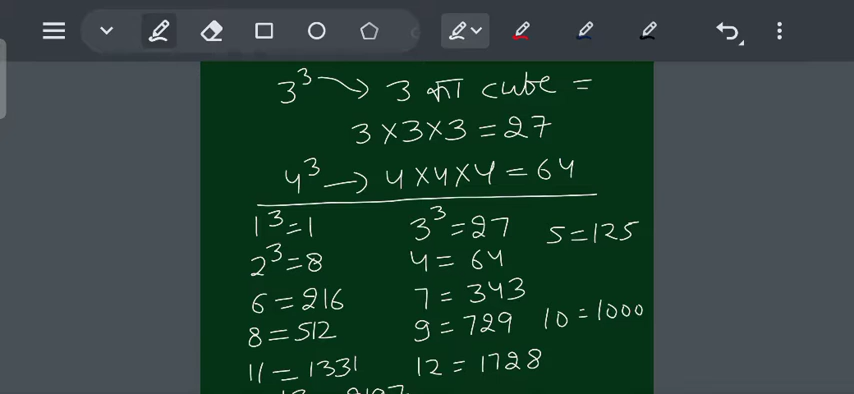 3³ → 3 का cube =
3×3×3=27
4³ → 4×4×4=64
1³=1 3³=27 5=125
2³=8 4=64
6=216 7=343
8=512 9=729 10=1000
11=1331 12=1728